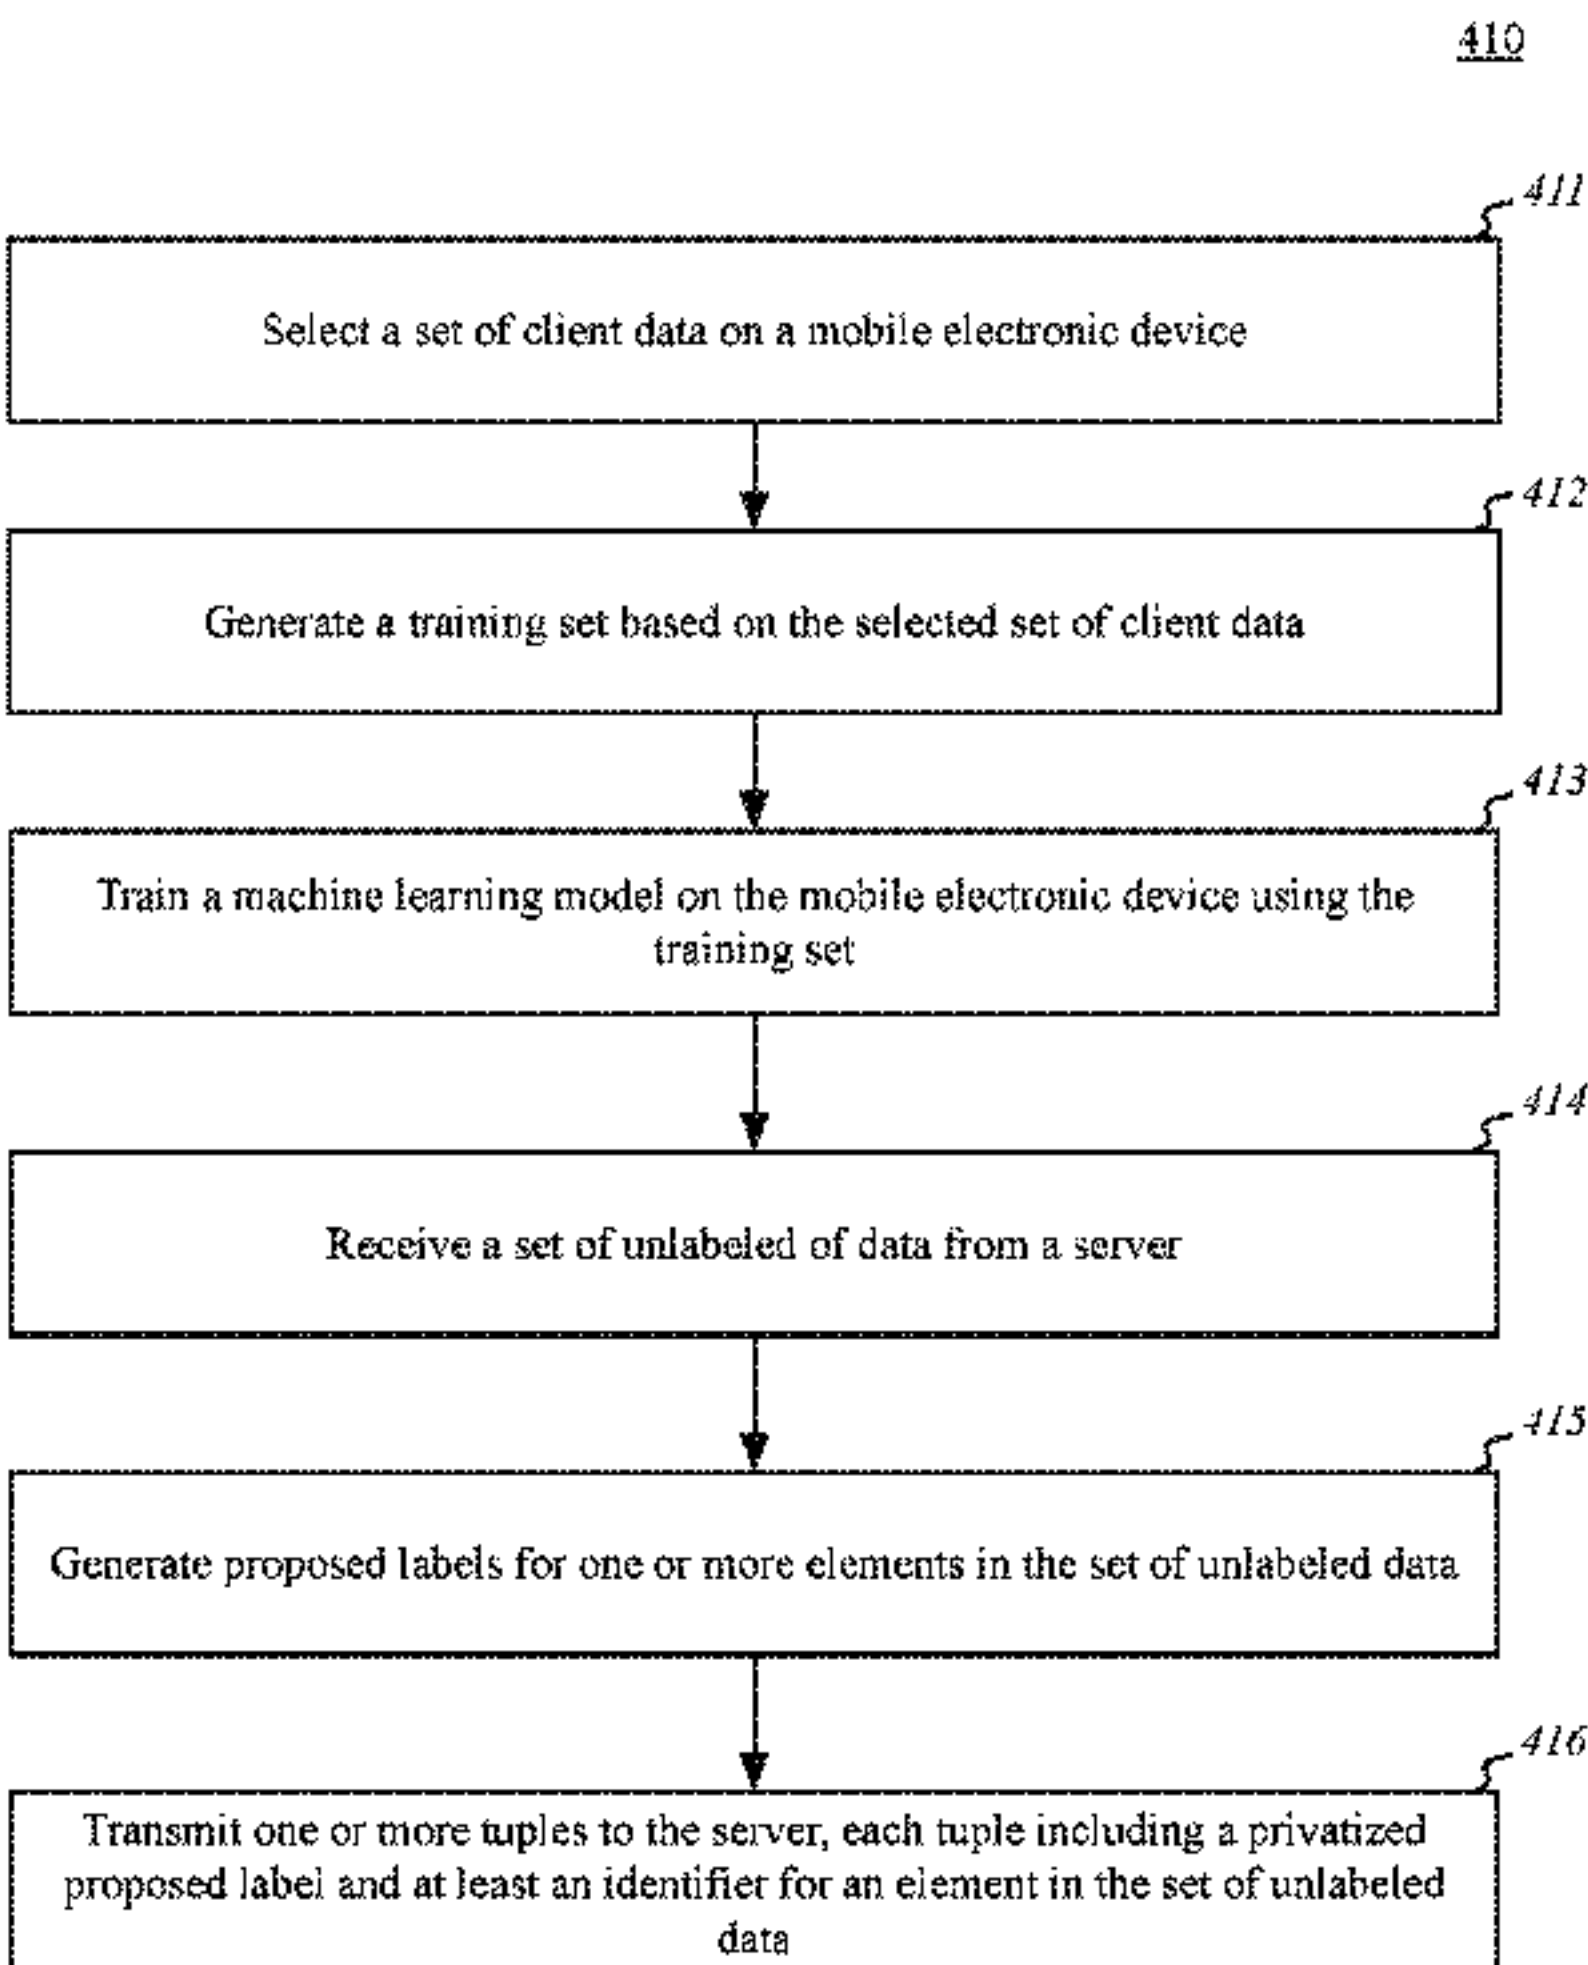 410
411
Select a set of client data on a mobile electronic device
412
Generate a training set based on the selected set of client data
413
Train a machine learning model on the mobile electronic device using the
training set
414
Receive a set of unlabeled of data from a server
415
Generate proposed labels for one or more elements in the set of unlabeled data
416
Transmit one or more tuples to the server, each tuple including a privatized
proposed label and at least an identifier for an element in the set of unlabeled
data